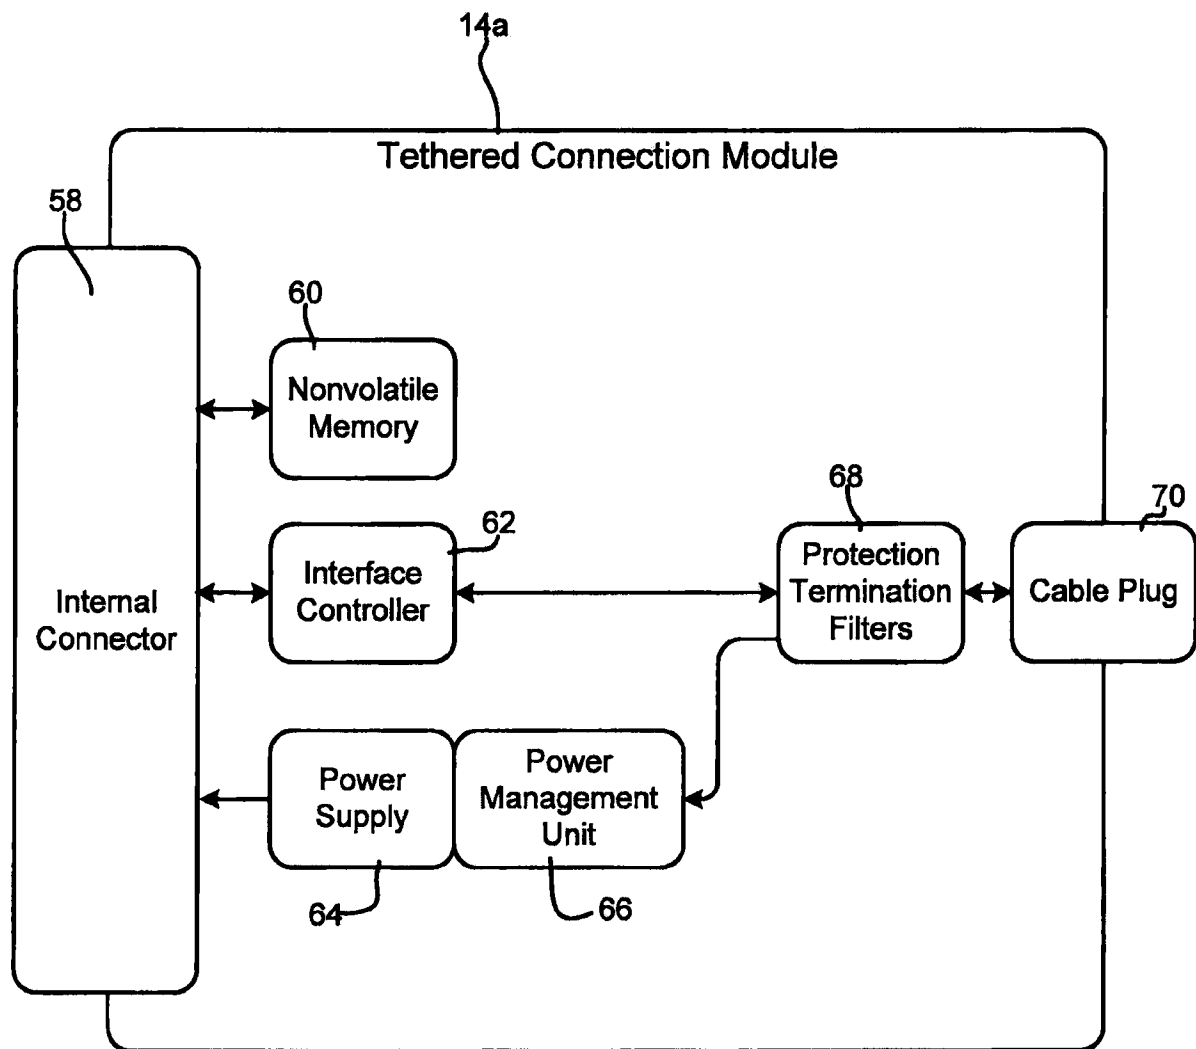 14a
Tethered Connection Module
58
Internal
Connector
60
Nonvolatile
Memory
62
Interface
Controller
68
Protection
Termination
Filters
70
Cable Plug
Power
Supply
Power
Management
Unit
64
66